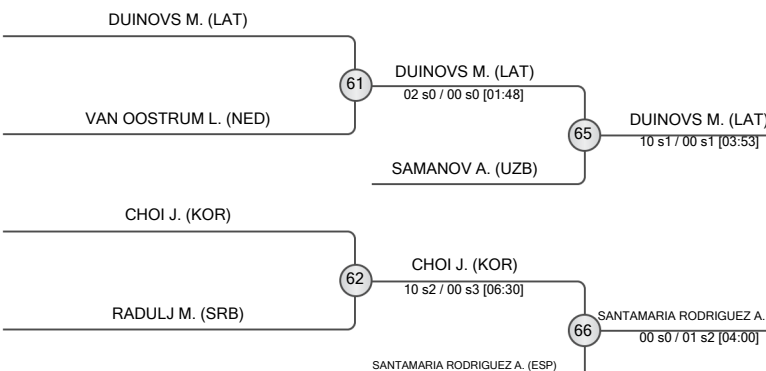 DUINOVS M. (LAT)
61
DUINOVS M. (LAT)
02 s0 / 00 s0 [01:48]
VAN OOSTRUM L. (NED)
65
DUINOVS M. (LAT)
10 s1 / 00 s1 [03:53]
SAMANOV A. (UZB)
CHOI J. (KOR)
62
CHOI J. (KOR)
10 s2 / 00 s3 [06:30]
RADULJ M. (SRB)
66
SANTAMARIA RODRIGUEZ A.
00 s0 / 01 s2 [04:00]
SANTAMARIA RODRIGUEZ A. (ESP)